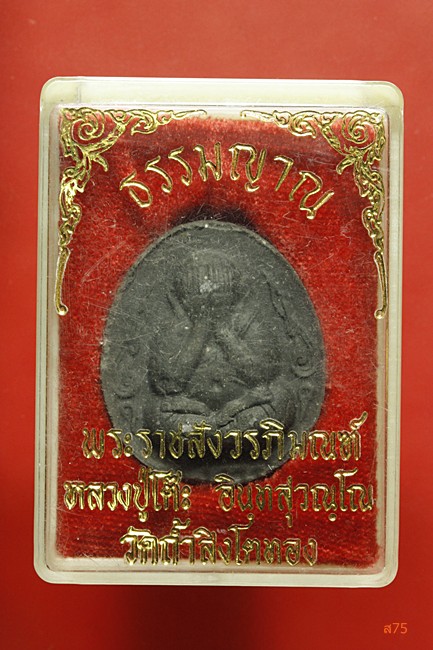 ธรรมญาณ
พระราชสังวรภิมณฑ์
หลวงปู่โต๊ะ อินฺทสุวณฺโณ
วัดถ้ำสิงโตทอง
ส75